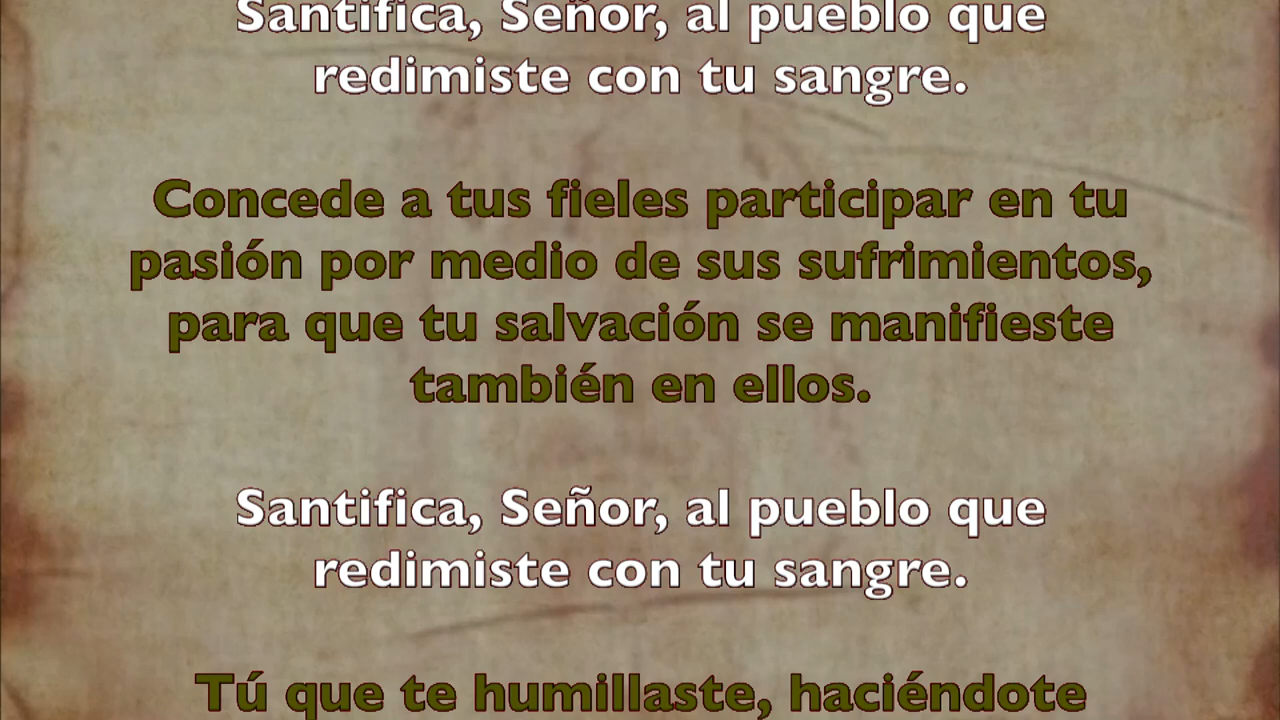 Santifica, Señor, al pueblo que
redimiste con tu sangre.
Concede a tus fieles participar en tu
pasión por medio de sus sufrimientos,
para que tu salvación se manifieste
también en ellos.
Santifica, Señor, al pueblo que
redimiste con tu sangre.
Tú que te humillaste, haciéndote